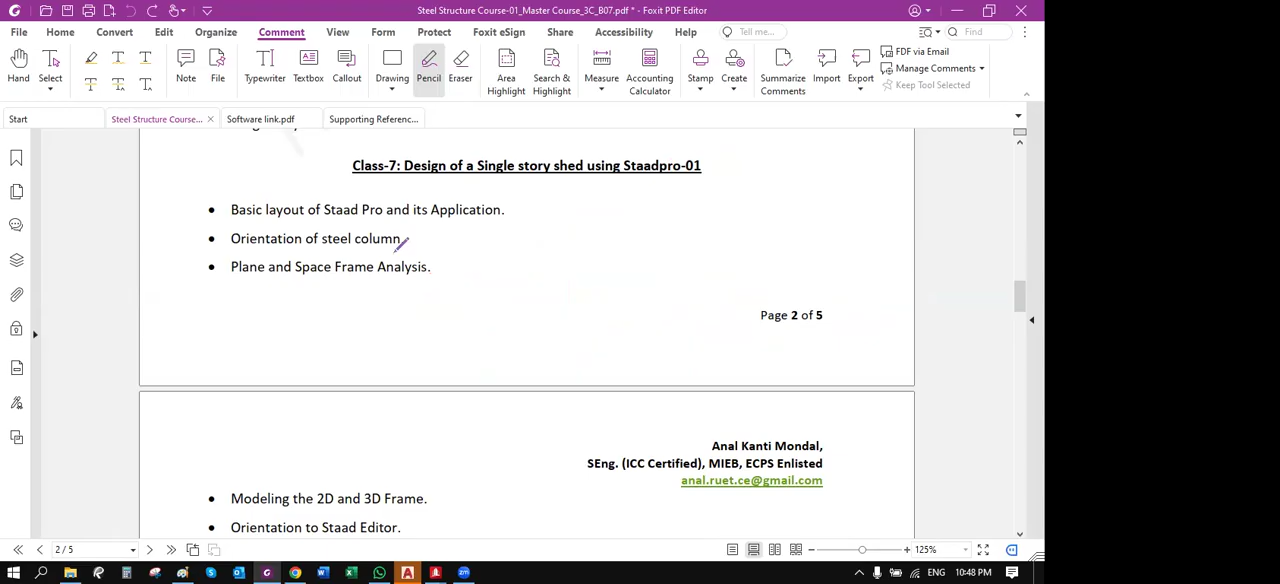 Steel Structure Course-01_Master Course_3C_B07.pdf * - Foxit PDF Editor
File Home Convert Edit Organize Comment View Form Protect Foxit eSign Share Accessibility Help Tell me... Find
Hand Select Note File Typewriter Textbox Callout Drawing Pencil Eraser Area Highlight Search & Highlight Measure Accounting Calculator Stamp Create Summarize Comments Import Export
FDF via Email
Manage Comments
Keep Tool Selected
Start Steel Structure Course... Software link.pdf Supporting Referenc...
Class-7: Design of a Single story shed using Staadpro-01
• Basic layout of Staad Pro and its Application.
• Orientation of steel column
• Plane and Space Frame Analysis.
Page 2 of 5
Anal Kanti Mondal,
SEng. (ICC Certified), MIEB, ECPS Enlisted
anal.ruet.ce@gmail.com
• Modeling the 2D and 3D Frame.
• Orientation to Staad Editor.
2 / 5 125%
ENG 10:48 PM